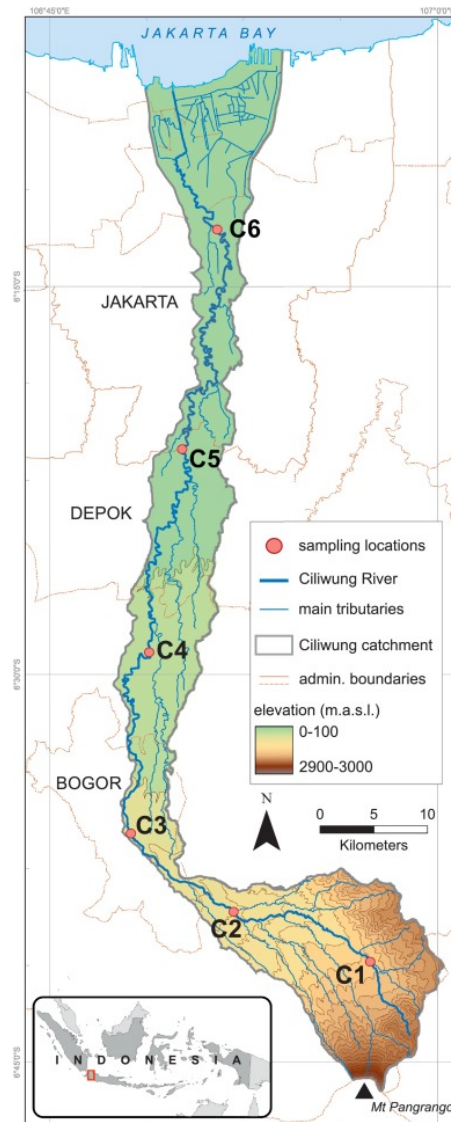 106°45'0"E
107°0'0"E
JAKARTA BAY
C6
6°15'0"S
JAKARTA
C5
DEPOK
sampling locations
Ciliwung River
main tributaries
C4
Ciliwung catchment
6°30'0"S
admin. boundaries
elevation (m.a.s.l.)
0-100
2900-3000
BOGOR
C3
N
0 5 10
Kilometers
C2
C1
INDONESIA
6°45'0"S
Mt Pangrango